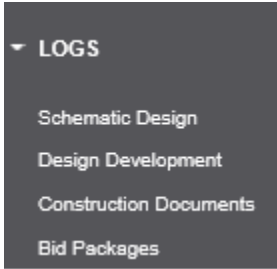 LOGS
Schematic Design
Design Development
Construction Documents
Bid Packages